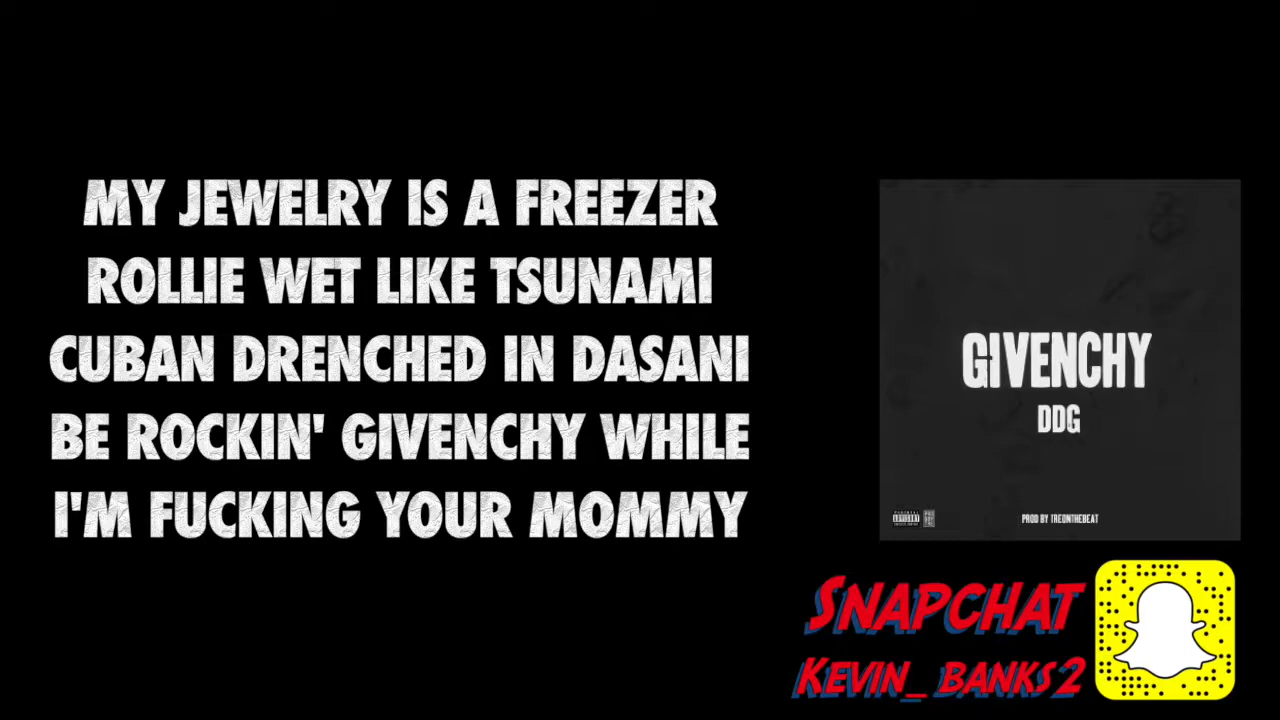 MY JEWELRY IS A FREEZER
ROLLIE WET LIKE TSUNAMI
CUBAN DRENCHED IN DASANI
BE ROCKIN' GIVENCHY WHILE
I'M FUCKING YOUR MOMMY
GIVENCHY
DDG
PROD BY TREONTHEBEAT
SNAPCHAT
KEVIN_BANKS2